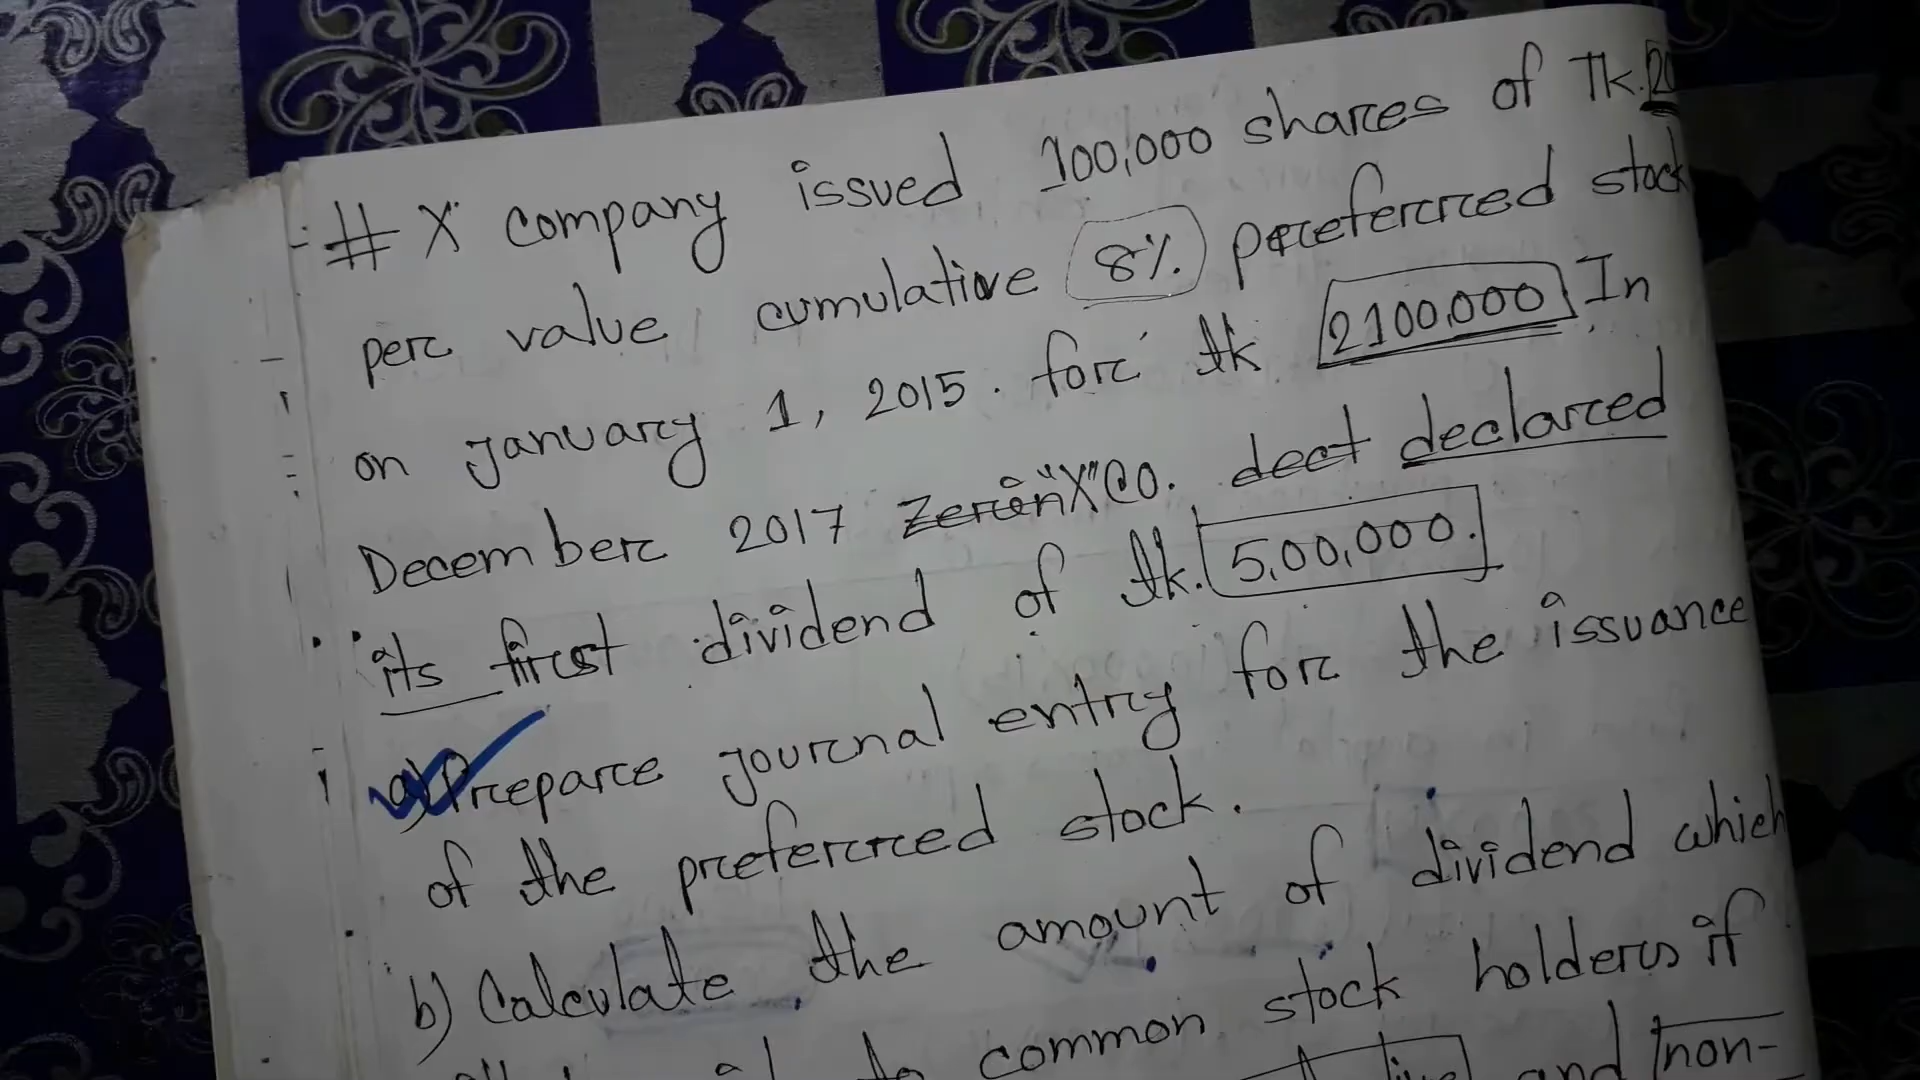 # X company issued 100,000 shares of Tk.20
per value cumulative 8% preferred stock
on january 1, 2015. for tk 2100,000 In
December 2017 "X" Co. declared
its first dividend of tk. 5,00,000.
a) Prepare journal entry for the issuance
of the preferred stock.
b) Calculate the amount of dividend which
to common stock holders if
and non-